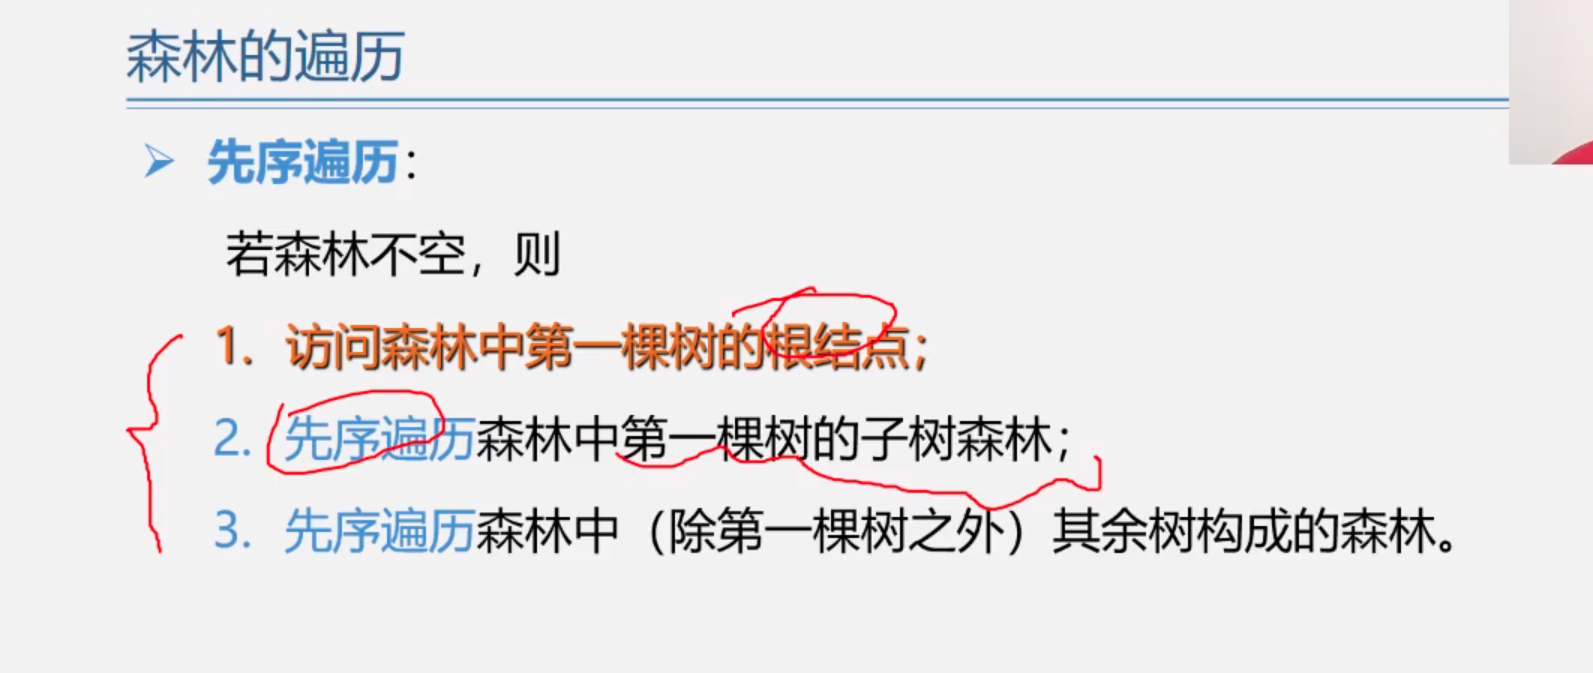 森林的遍历
先序遍历：
若森林不空，则
1. 访问森林中第一棵树的根结点；
2. 先序遍历森林中第一棵树的子树森林；
3. 先序遍历森林中（除第一棵树之外）其余树构成的森林。